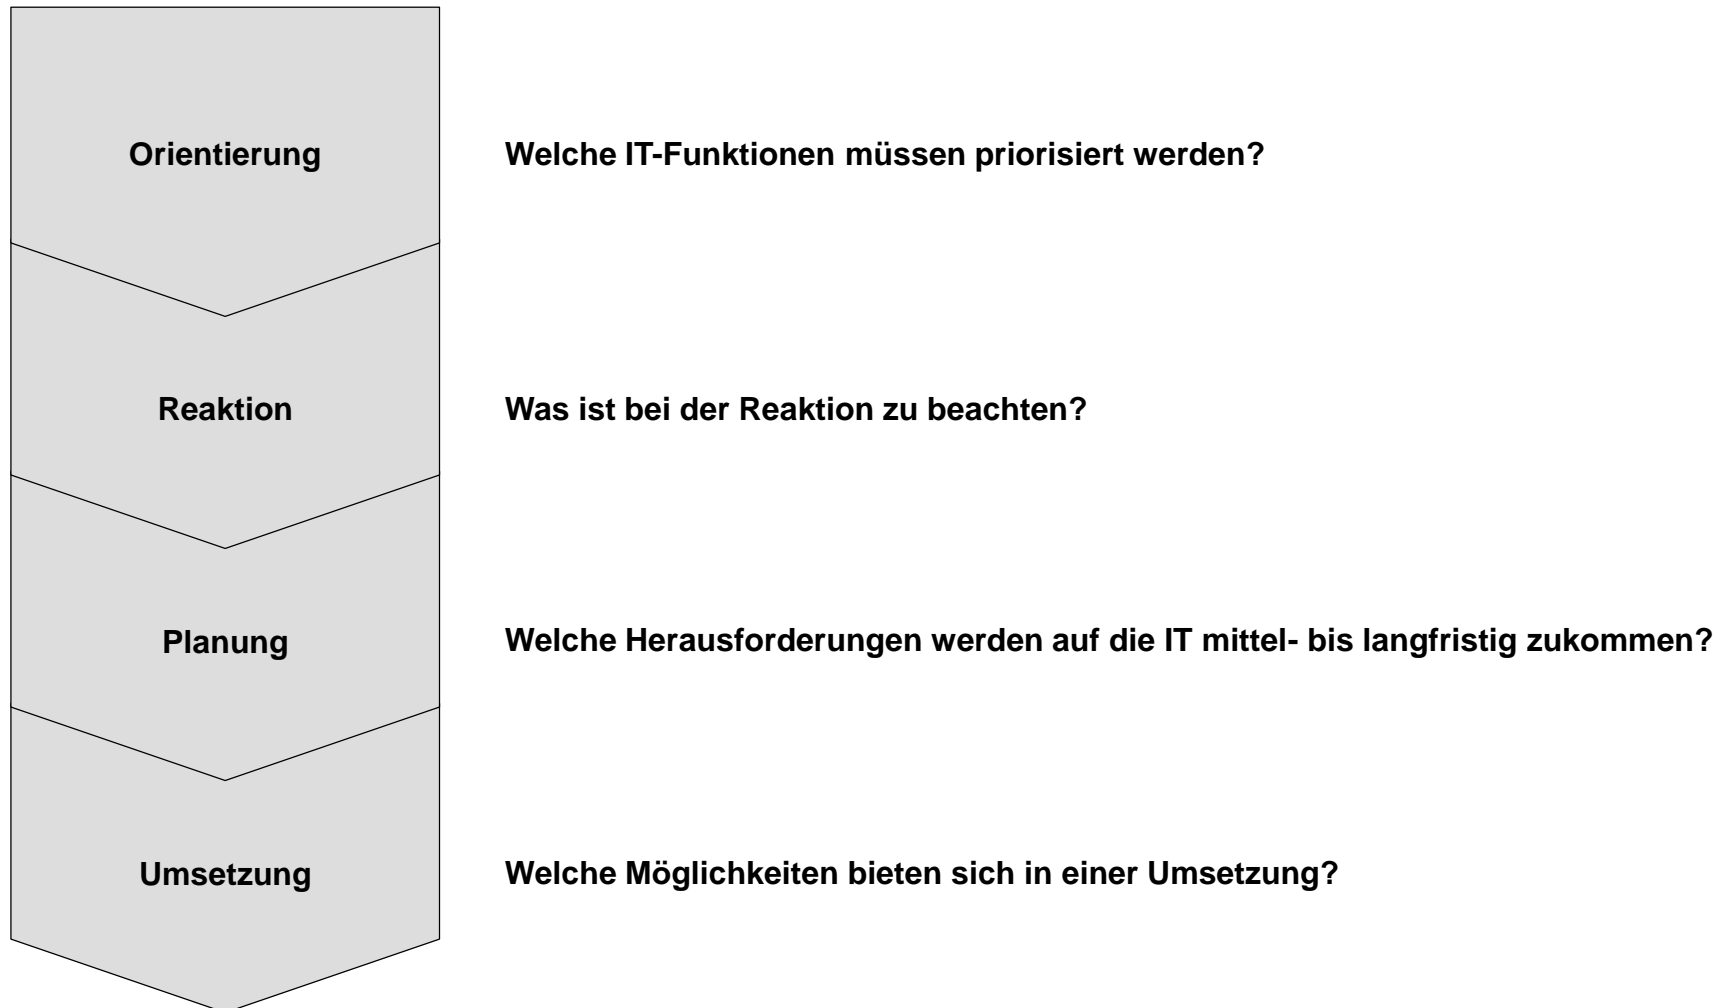 Orientierung
Welche IT-Funktionen müssen priorisiert werden?
Reaktion
Was ist bei der Reaktion zu beachten?
Planung
Welche Herausforderungen werden auf die IT mittel- bis langfristig zukommen?
Umsetzung
Welche Möglichkeiten bieten sich in einer Umsetzung?